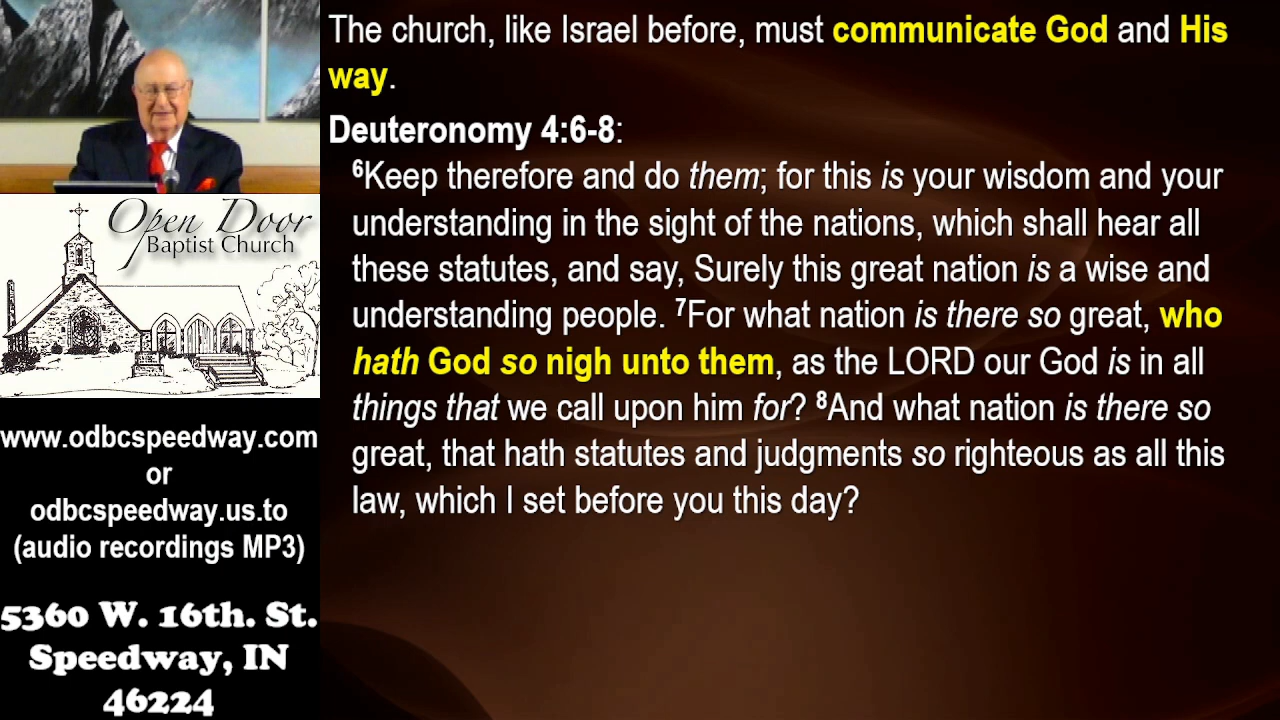 The church, like Israel before, must communicate God and His
way.
Deuteronomy 4:6-8:
6Keep therefore and do them; for this is your wisdom and your
understanding in the sight of the nations, which shall hear all
these statutes, and say, Surely this great nation is a wise and
understanding people. 7For what nation is there so great, who
hath God so nigh unto them, as the LORD our God is in all
things that we call upon him for? 8And what nation is there so
great, that hath statutes and judgments so righteous as all this
law, which I set before you this day?
Open Door
Baptist Church
www.odbcspeedway.com
or
odbcspeedway.us.to
(audio recordings MP3)
5360 W. 16th. St.
Speedway, IN
46224